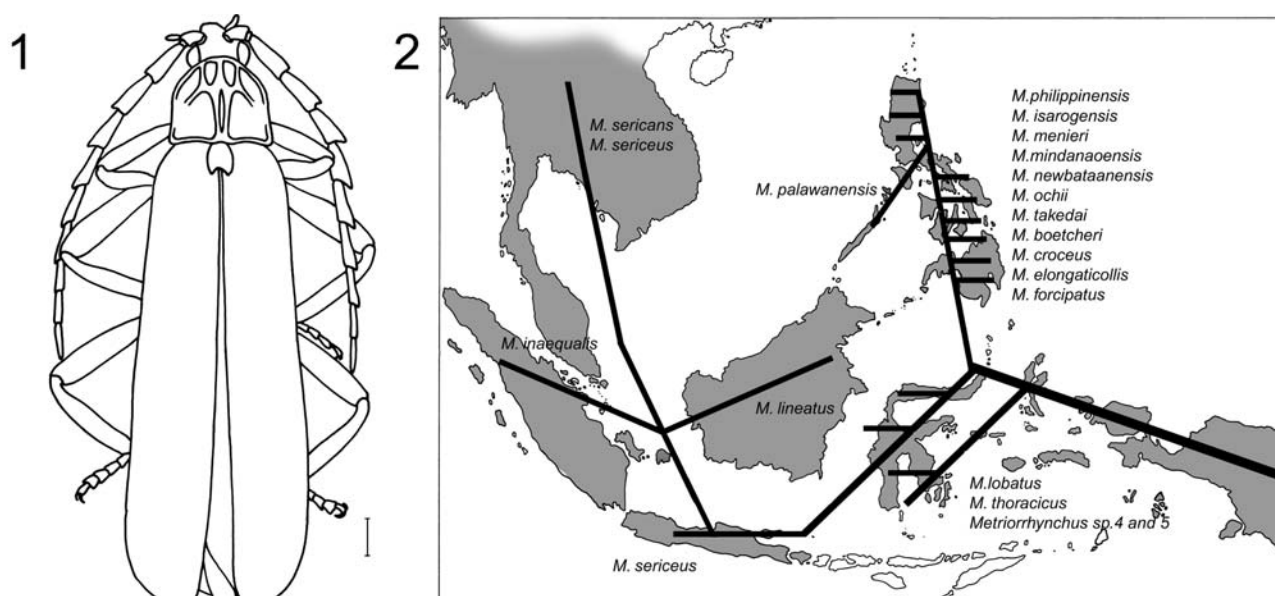 1
2
M. sericans
M. sericeus
M. palawanensis
M.philippinensis
M. isarogensis
M. menieri
M.mindanaoensis
M. newbataanensis
M. ochii
M. takedai
M. boetcheri
M. croceus
M. elongaticollis
M. forcipatus
M. inaequalis
M. lineatus
M.lobatus
M. thoracicus
Metriorrhynchus sp.4 and 5
M. sericeus